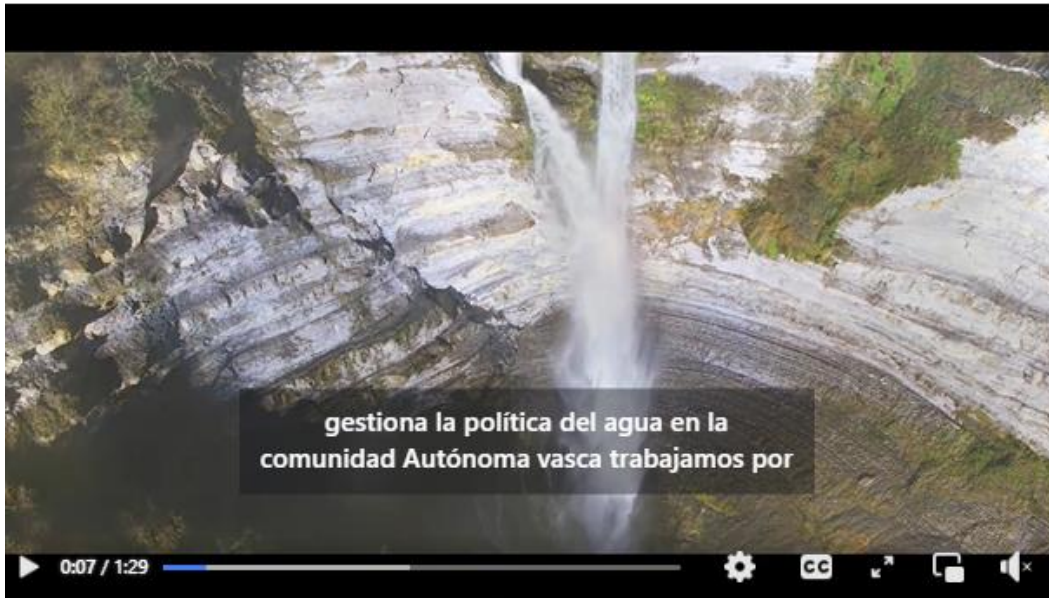 gestiona la política del agua en la
comunidad Autónoma vasca trabajamos por
0:07 / 1:29
CC